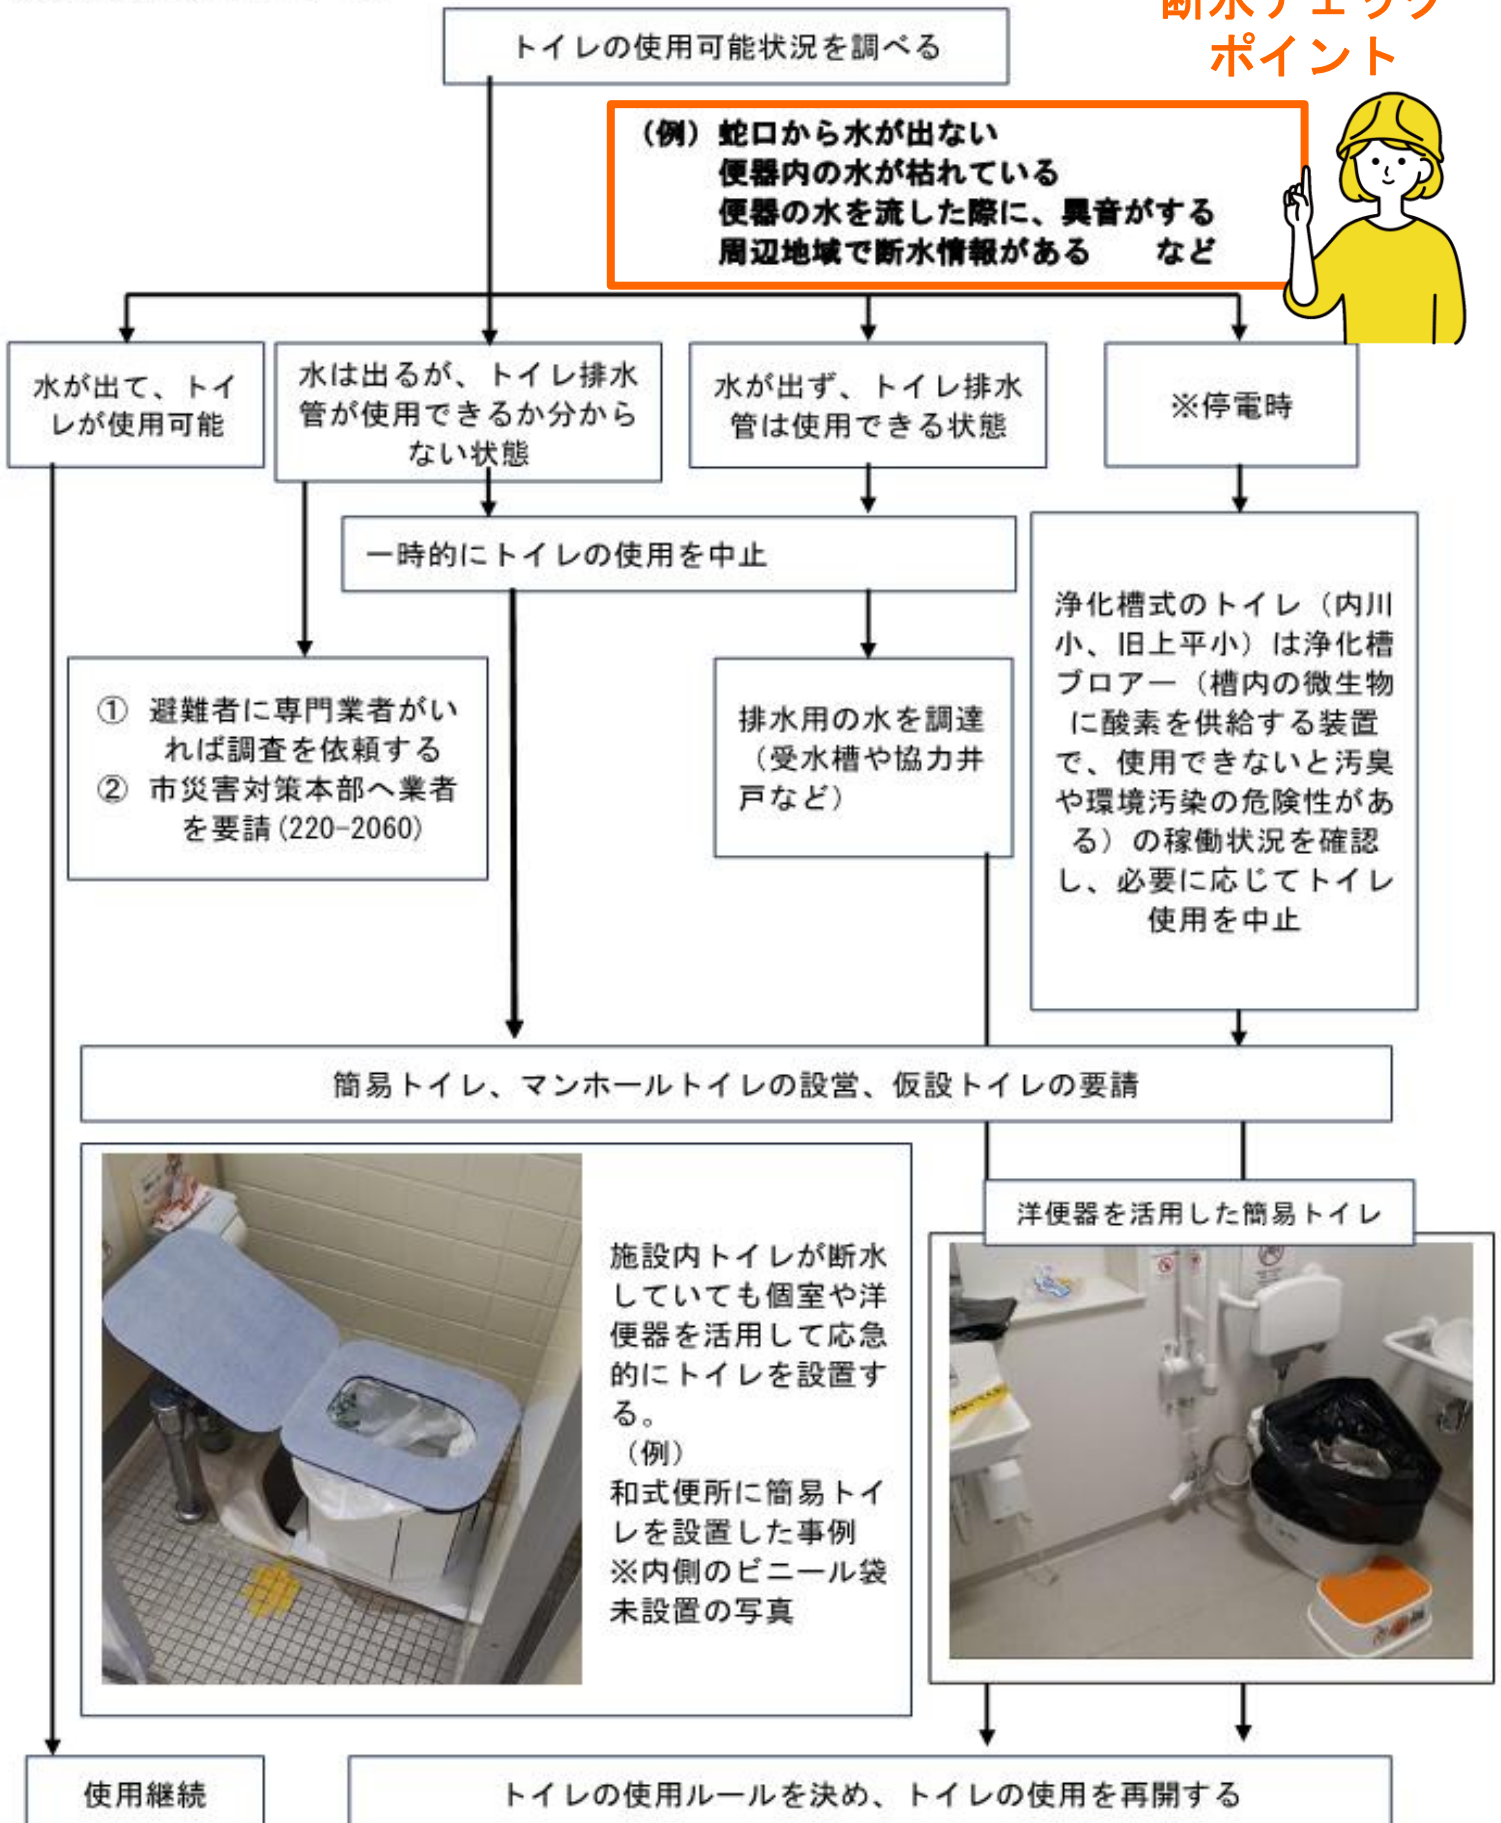 断水チェック
ポイント
トイレの使用可能状況を調べる
（例）蛇口から水が出ない
便器内の水が枯れている
便器の水を流した際に、異音がする
周辺地域で断水情報がある　　など
水が出て、トイ
レが使用可能
水は出るが、トイレ排水
管が使用できるか分から
ない状態
水が出ず、トイレ排水
管は使用できる状態
※停電時
一時的にトイレの使用を中止
① 避難者に専門業者がい
れば調査を依頼する
② 市災害対策本部へ業者
を要請(220-2060)
排水用の水を調達
（受水槽や協力井
戸など）
浄化槽式のトイレ（内川
小、旧上平小）は浄化槽
ブロアー（槽内の微生物
に酸素を供給する装置
で、使用できないと汚臭
や環境汚染の危険性があ
る）の稼働状況を確認
し、必要に応じてトイレ
使用を中止
簡易トイレ、マンホールトイレの設営、仮設トイレの要請
施設内トイレが断水
していても個室や洋
便器を活用して応急
的にトイレを設置す
る。
（例）
和式便所に簡易トイ
レを設置した事例
※内側のビニール袋
未設置の写真
洋便器を活用した簡易トイレ
使用継続
トイレの使用ルールを決め、トイレの使用を再開する